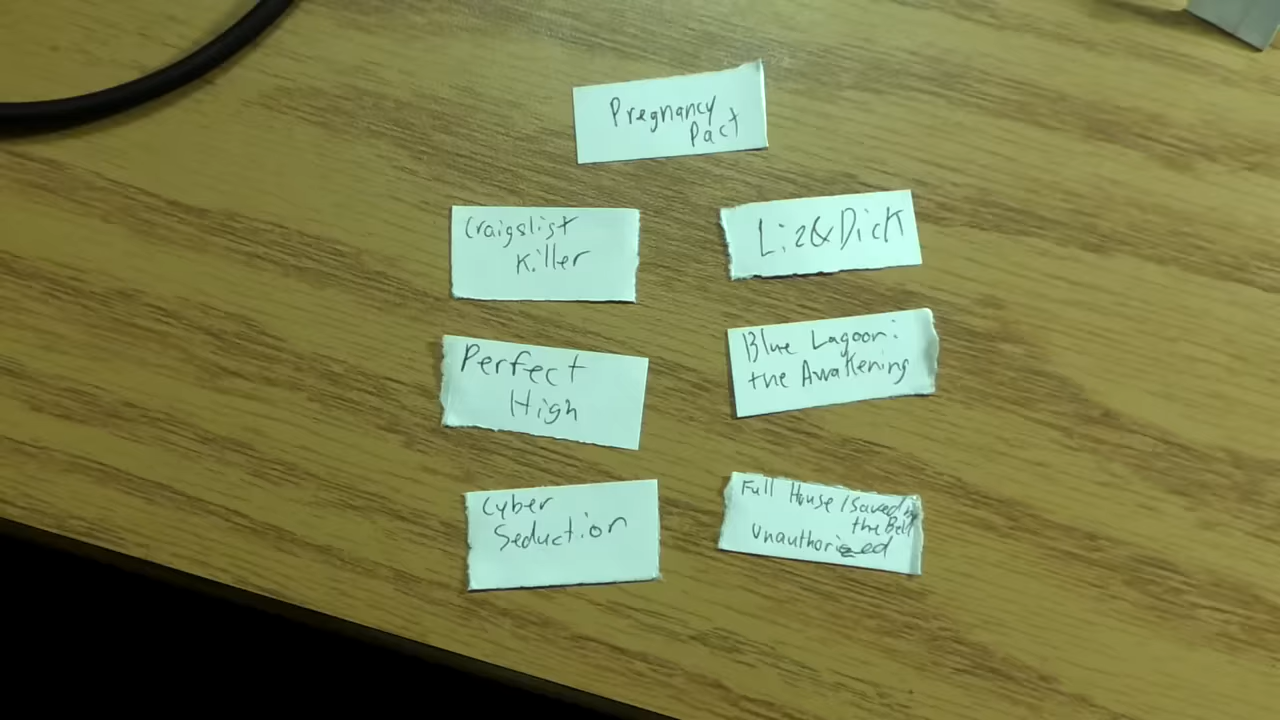 Pregnancy
Pact
Craigslist
Killer
Liz&Dick
Perfect
High
Blue Lagoon:
the Awakening
Cyber
Seduction
Full House/Saved by
the Bell
Unauthorized